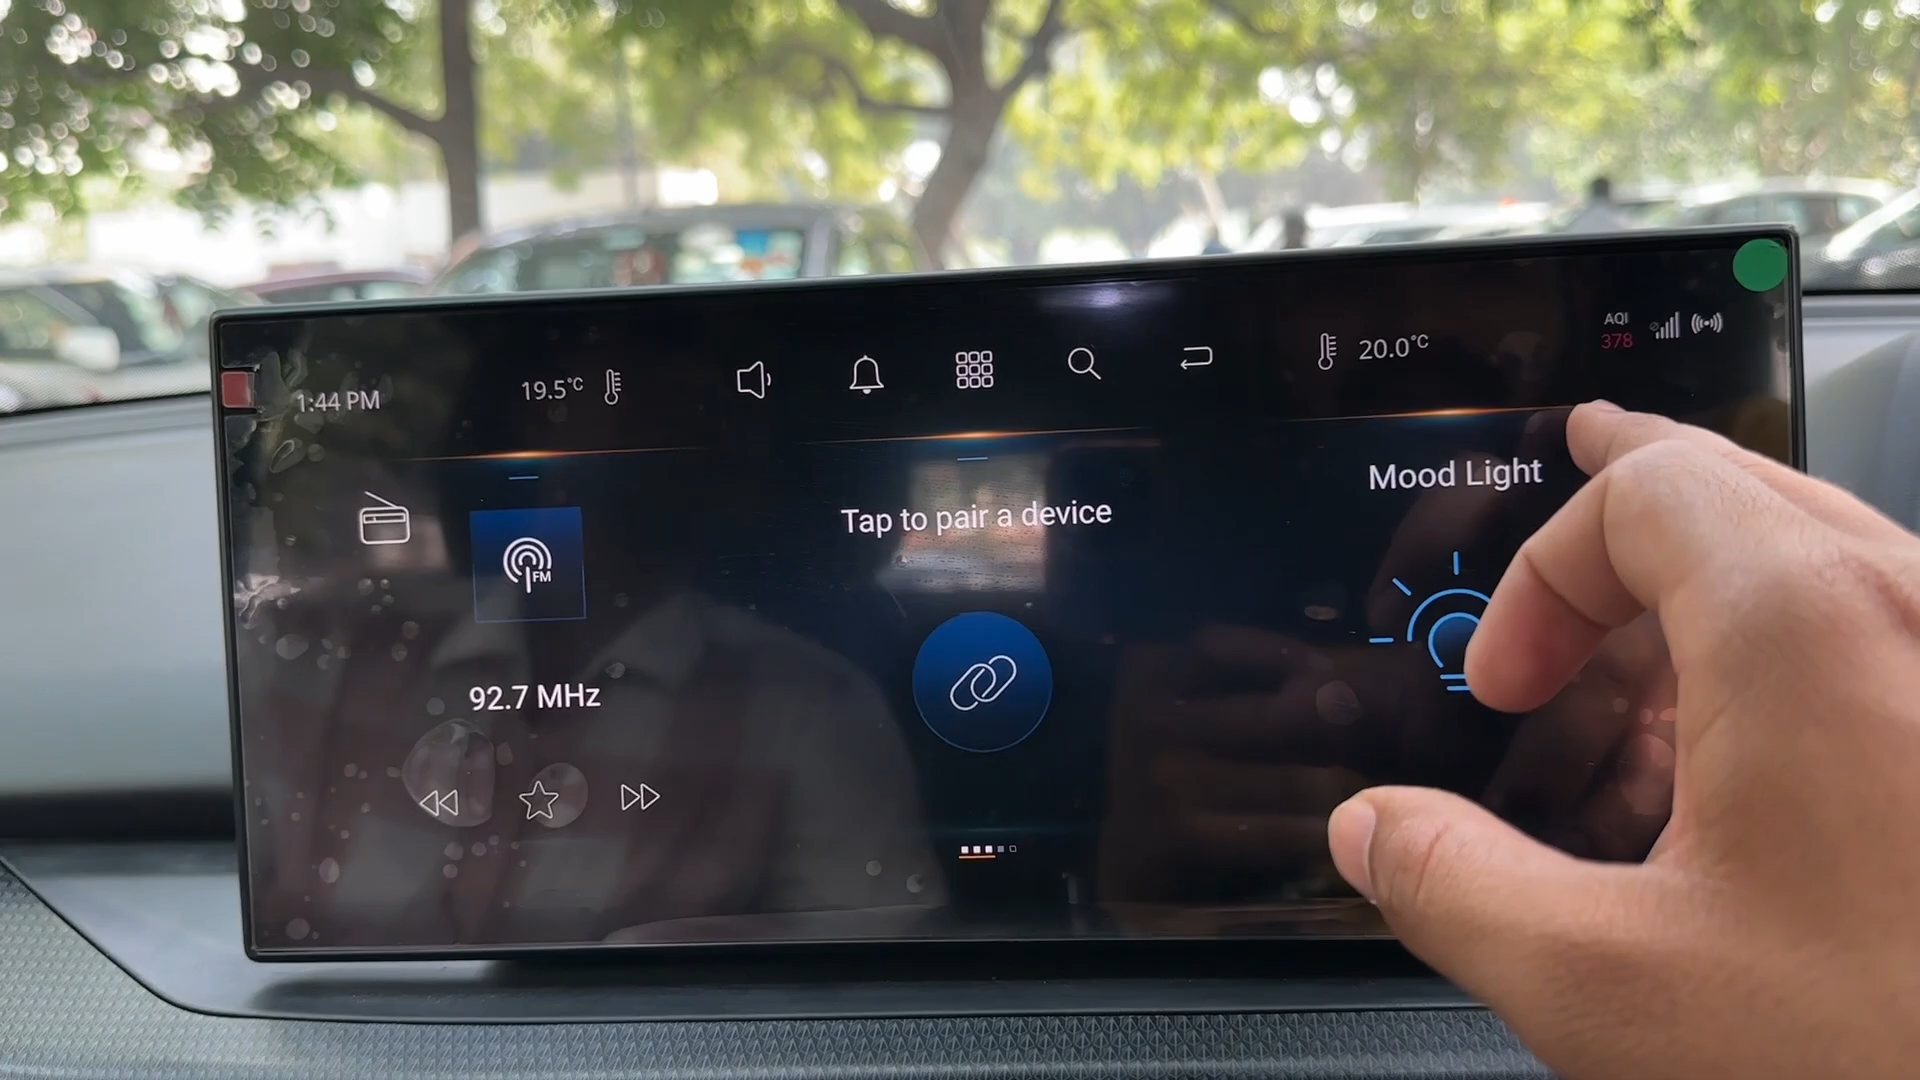 1:44 PM
19.5°C
20.0°C
AQI
378
FM
92.7 MHz
Tap to pair a device
Mood Light